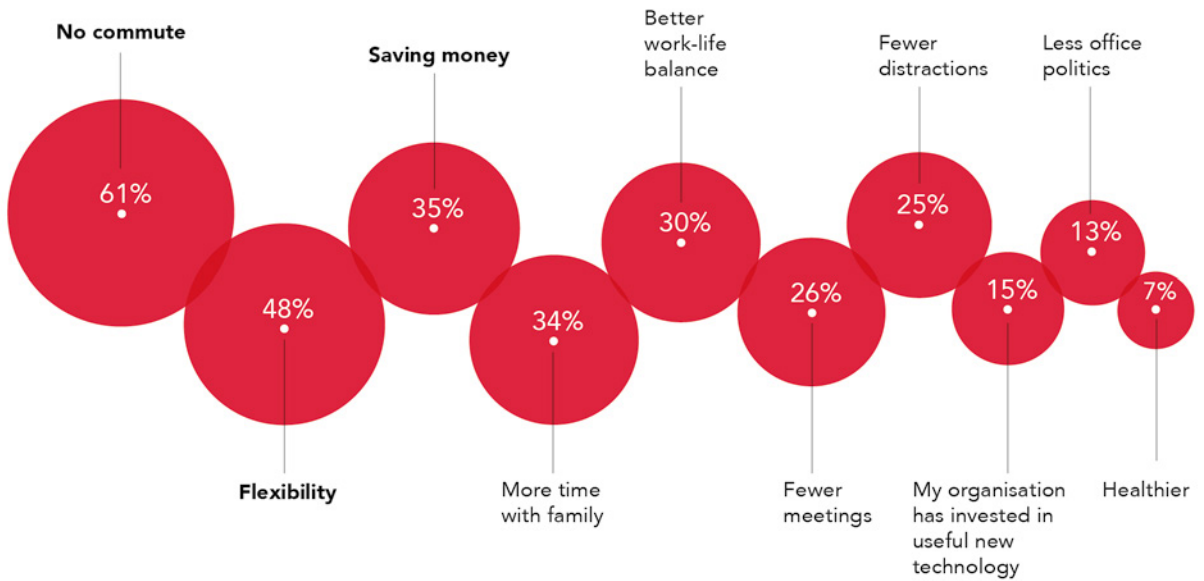 No commute
61%
48%
Flexibility
Saving money
35%
34%
More time
with family
Better
work-life
balance
30%
26%
Fewer
meetings
Fewer
distractions
25%
15%
My organisation
has invested in
useful new
technology
Less office
politics
13%
7%
Healthier